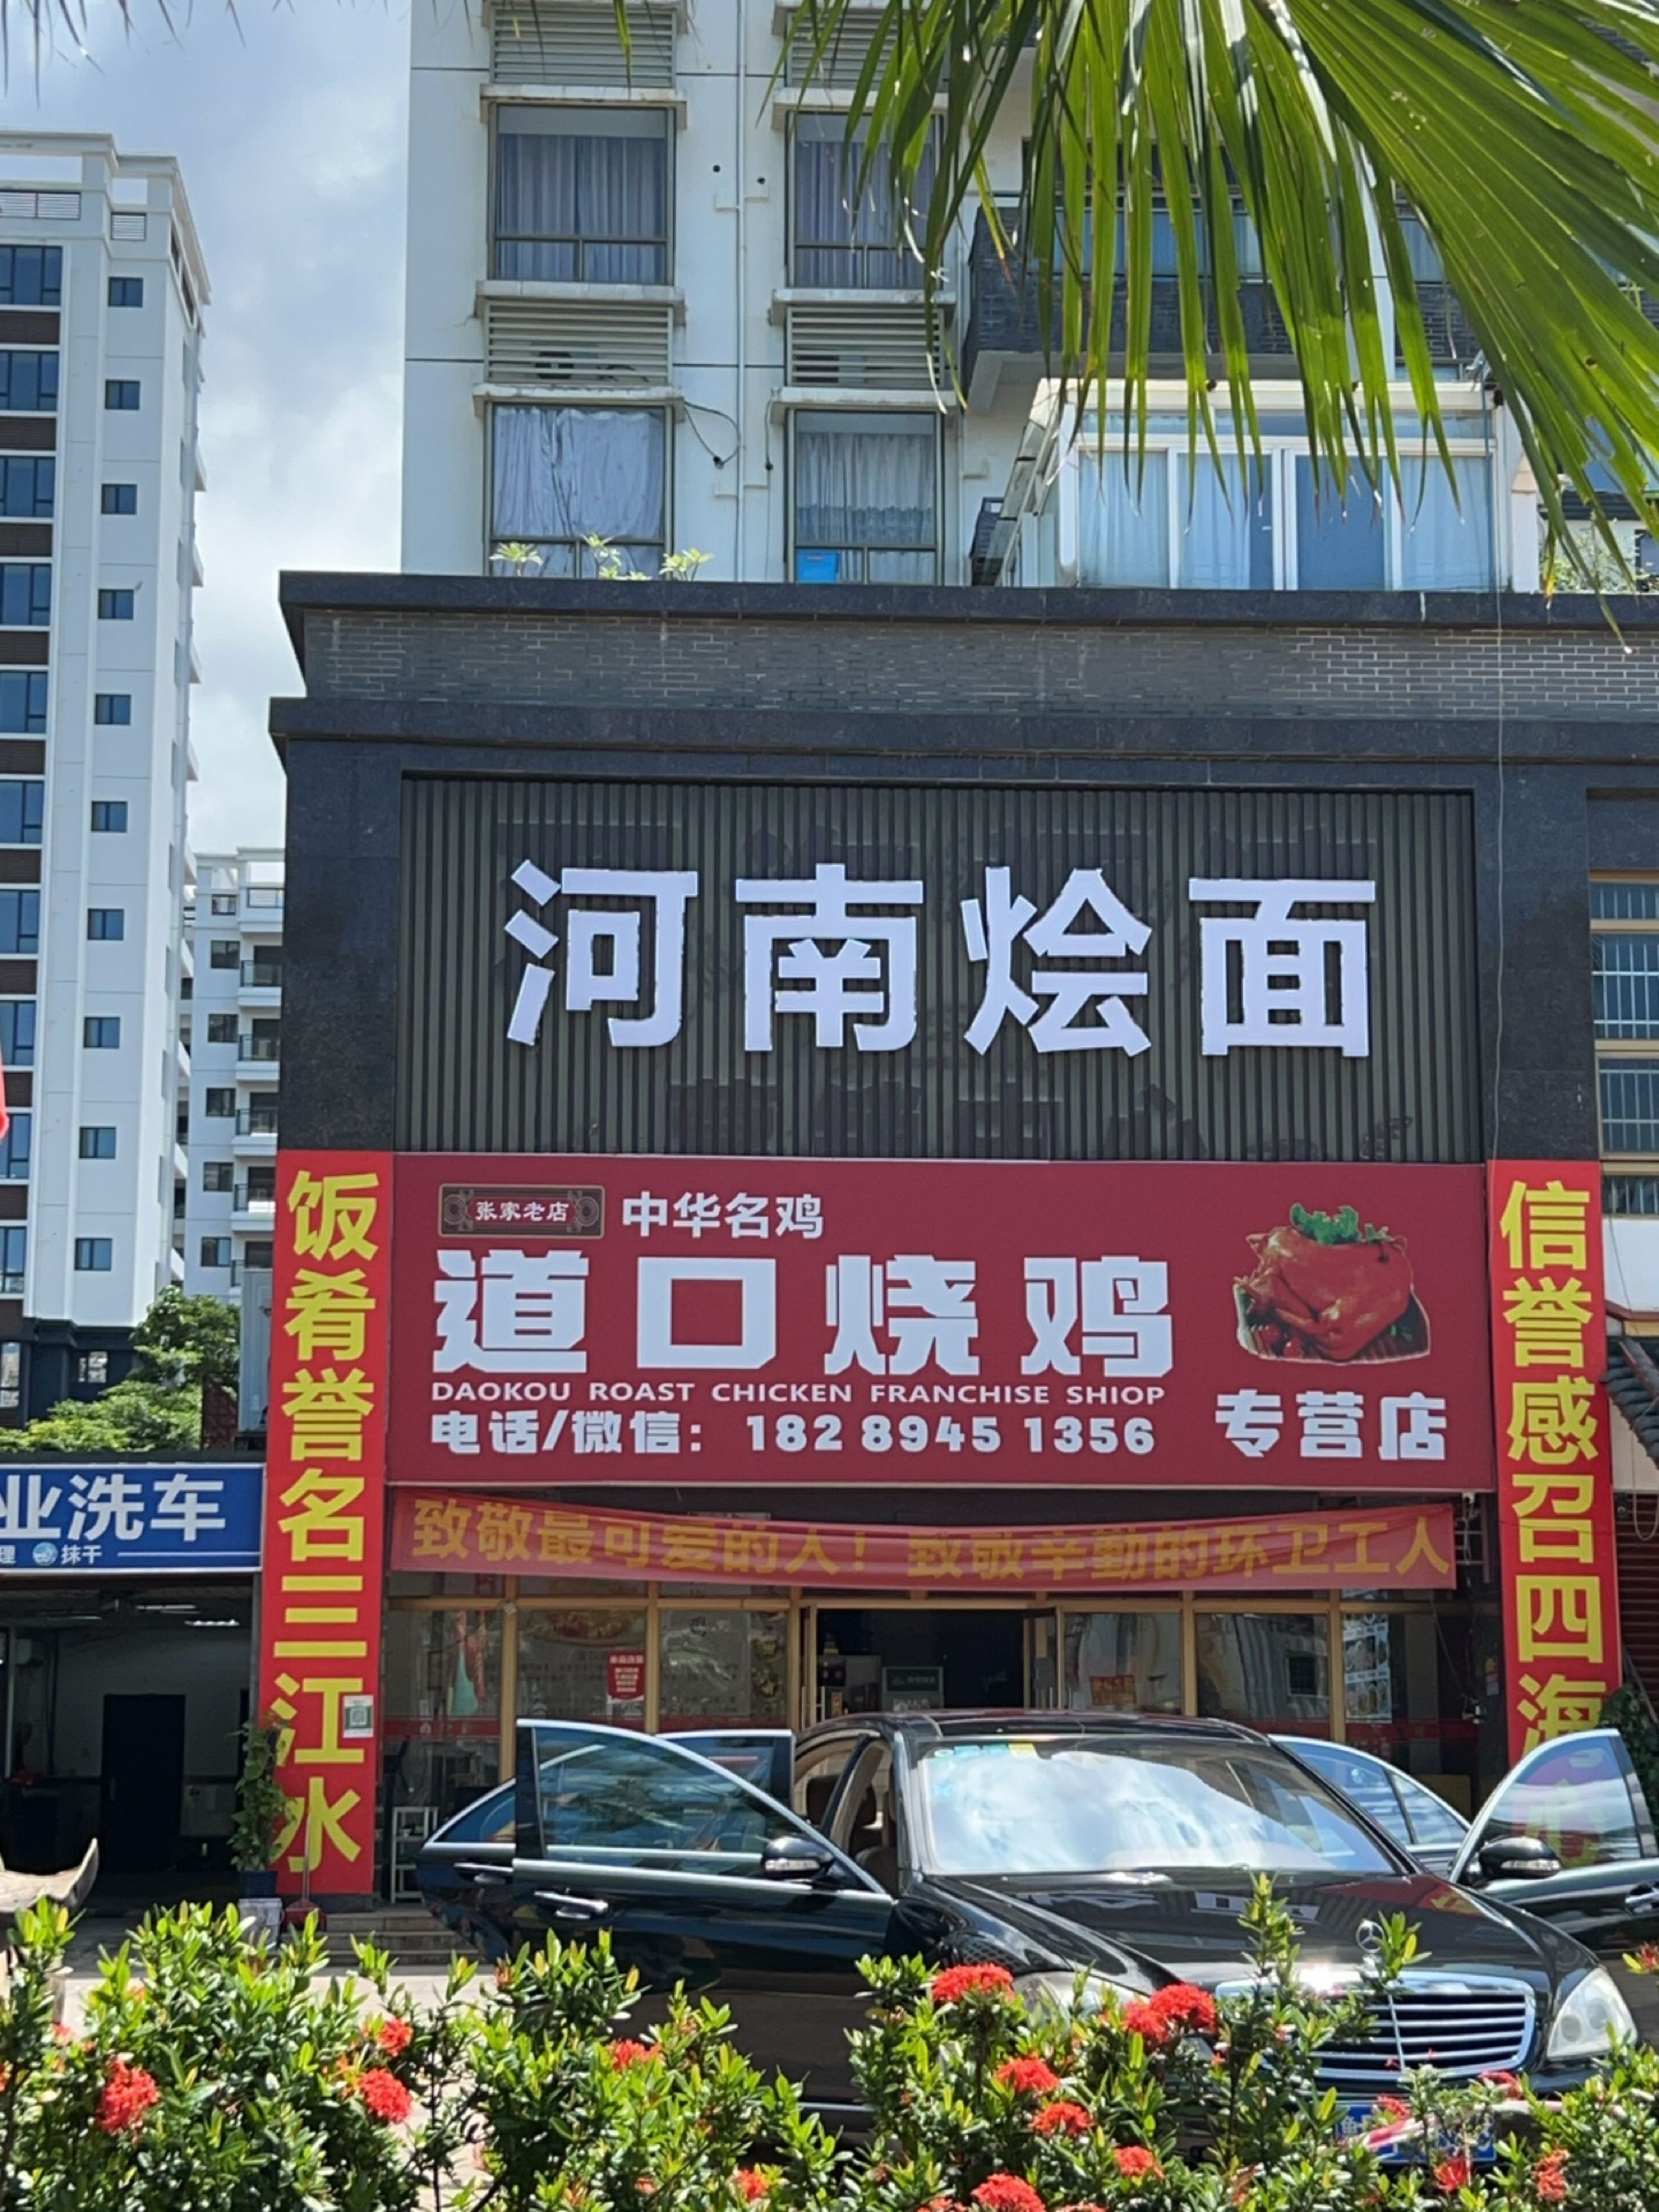 河南烩面
张家老店 中华名鸡
道口烧鸡
DAOKOU ROAST CHICKEN FRANCHISE SHIOP
电话/微信: 182 8945 1356 专营店
饭肴誉名三江水
信誉感召四海
致敬最可爱的人！致敬辛勤的环卫工人
业洗车
理 抹干